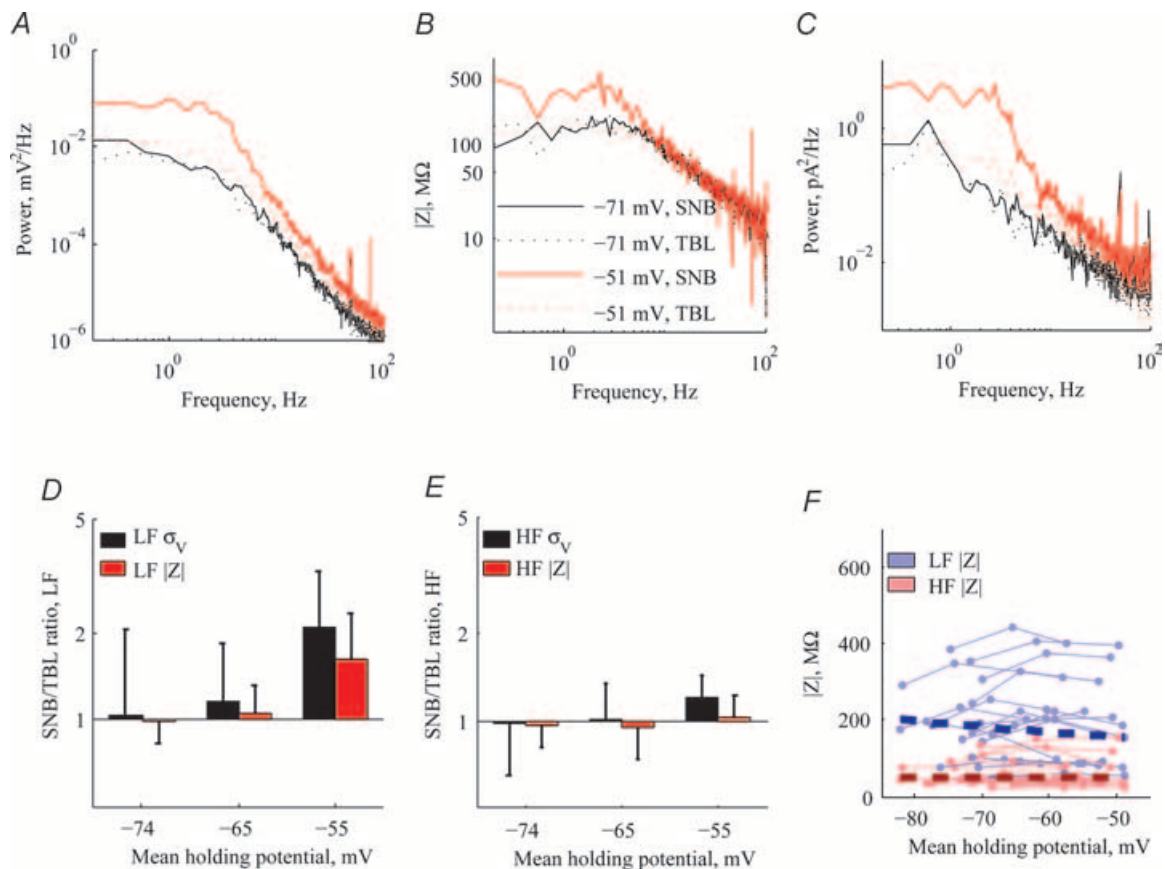 A
B
C
10^0
10^-2
10^-4
10^-6
Power, mV^2/Hz
10^0
10^2
Frequency, Hz
500
100
50
10
|Z|, MΩ
−71 mV, SNB
−71 mV, TBL
−51 mV, SNB
−51 mV, TBL
10^0
10^2
Frequency, Hz
10^0
10^-2
Power, pA^2/Hz
10^0
10^2
Frequency, Hz
D
E
F
5
2
1
SNB/TBL ratio, LF
LF σ_V
LF |Z|
−74
−65
−55
Mean holding potential, mV
5
2
1
SNB/TBL ratio, HF
HF σ_V
HF |Z|
−74
−65
−55
Mean holding potential, mV
600
400
200
0
|Z|, MΩ
LF |Z|
HF |Z|
−80
−70
−60
−50
Mean holding potential, mV